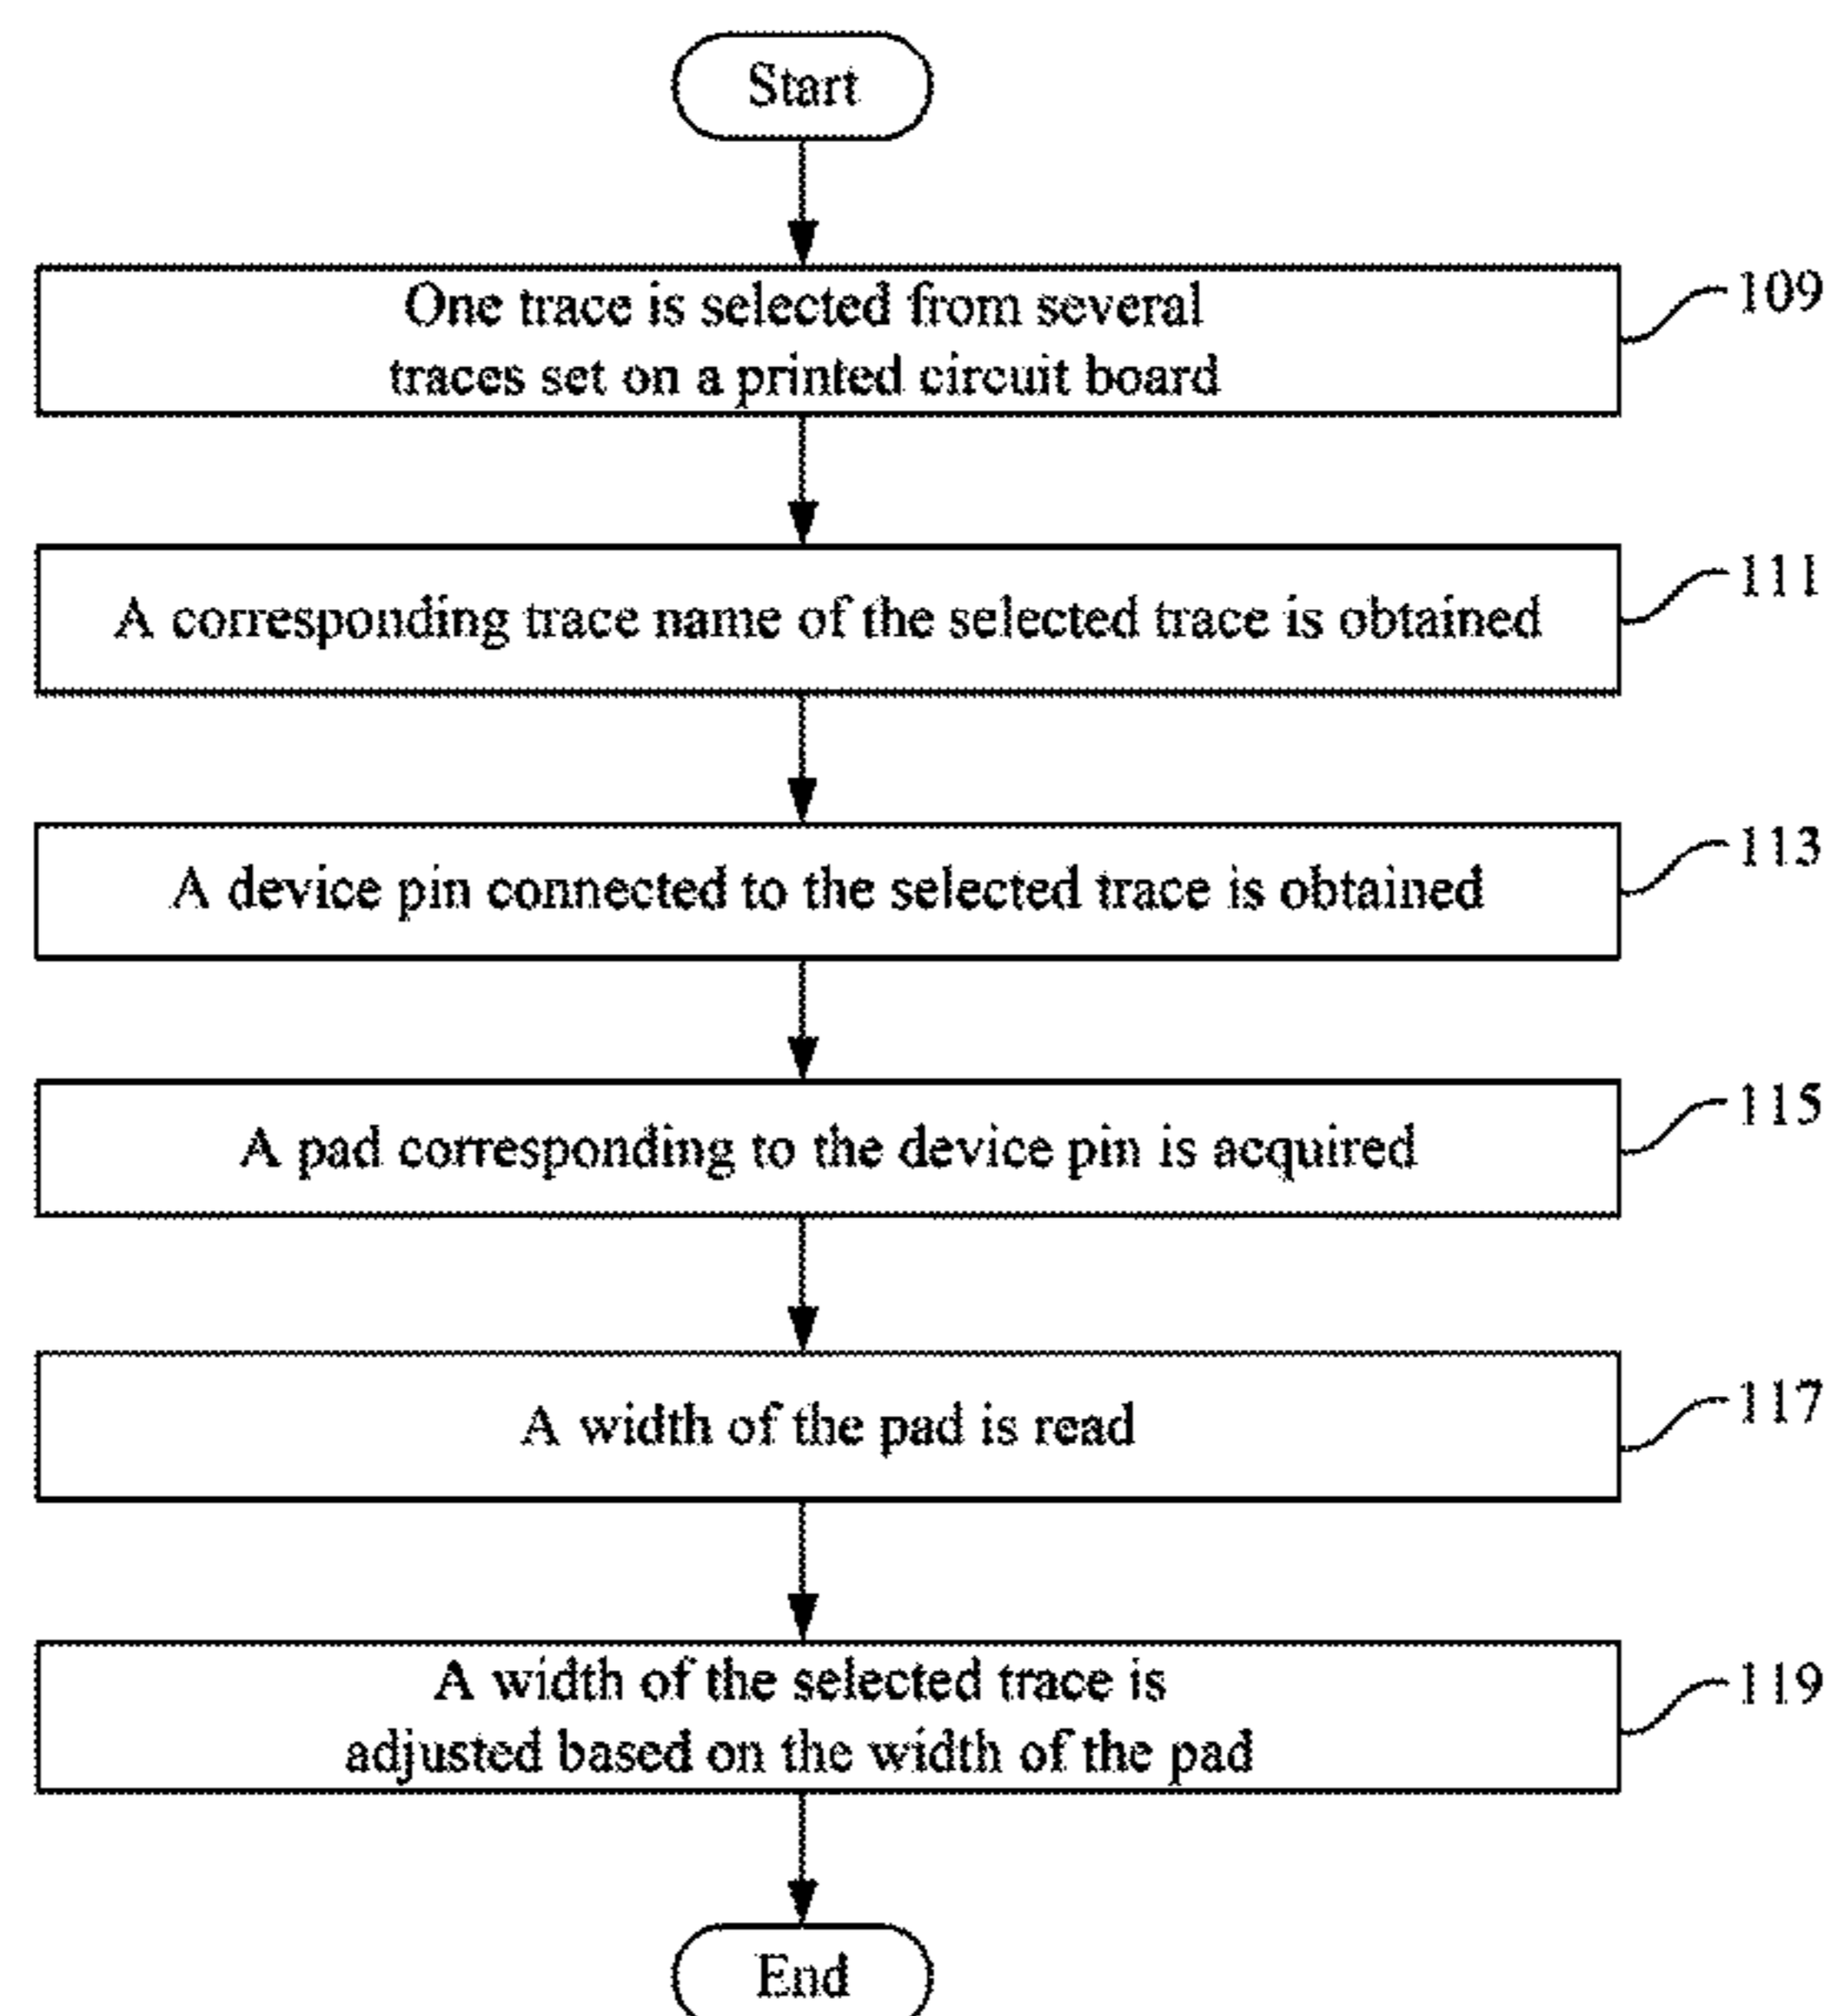 Start
One trace is selected from several
traces set on a printed circuit board
109
A corresponding trace name of the selected trace is obtained
111
A device pin connected to the selected trace is obtained
113
A pad corresponding to the device pin is acquired
115
A width of the pad is read
117
A width of the selected trace is
adjusted based on the width of the pad
119
End